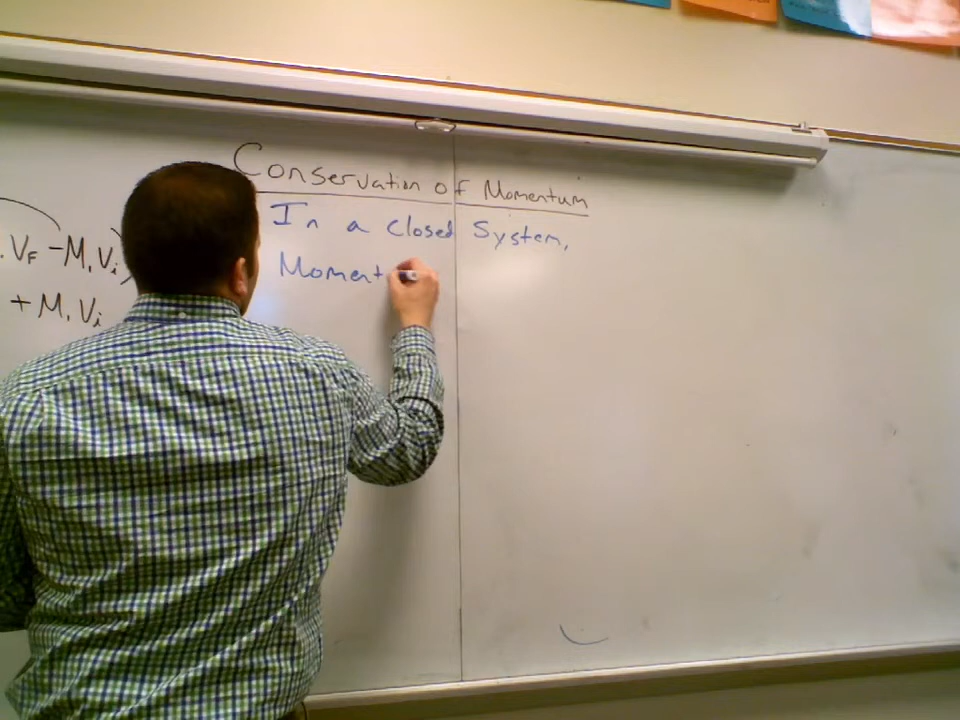 Conservation of Momentum
In a closed System,
Moment
. VF - M, Vi
+ M, Vi